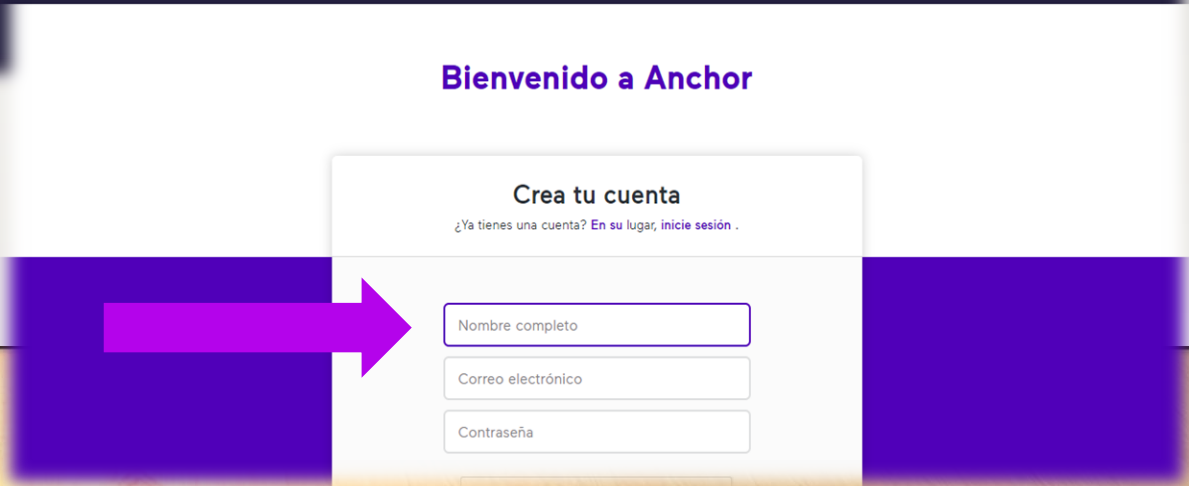 Bienvenido a Anchor
Crea tu cuenta
¿Ya tienes una cuenta? En su lugar, inicie sesión .
Nombre completo
Correo electrónico
Contraseña